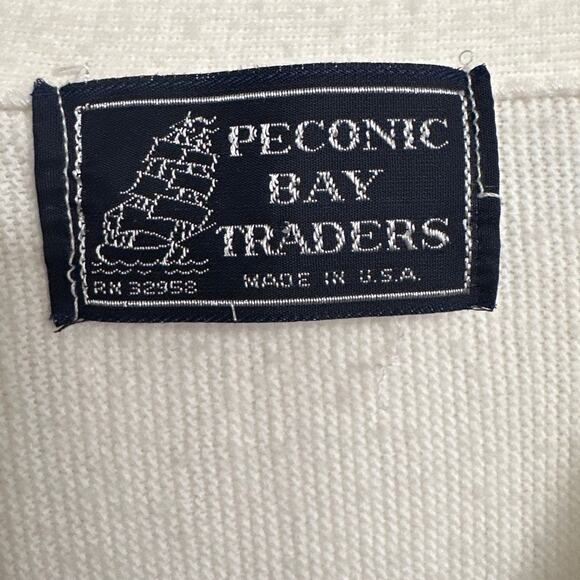 PECONIC
BAY
TRADERS
RN 32958 MADE IN U.S.A.